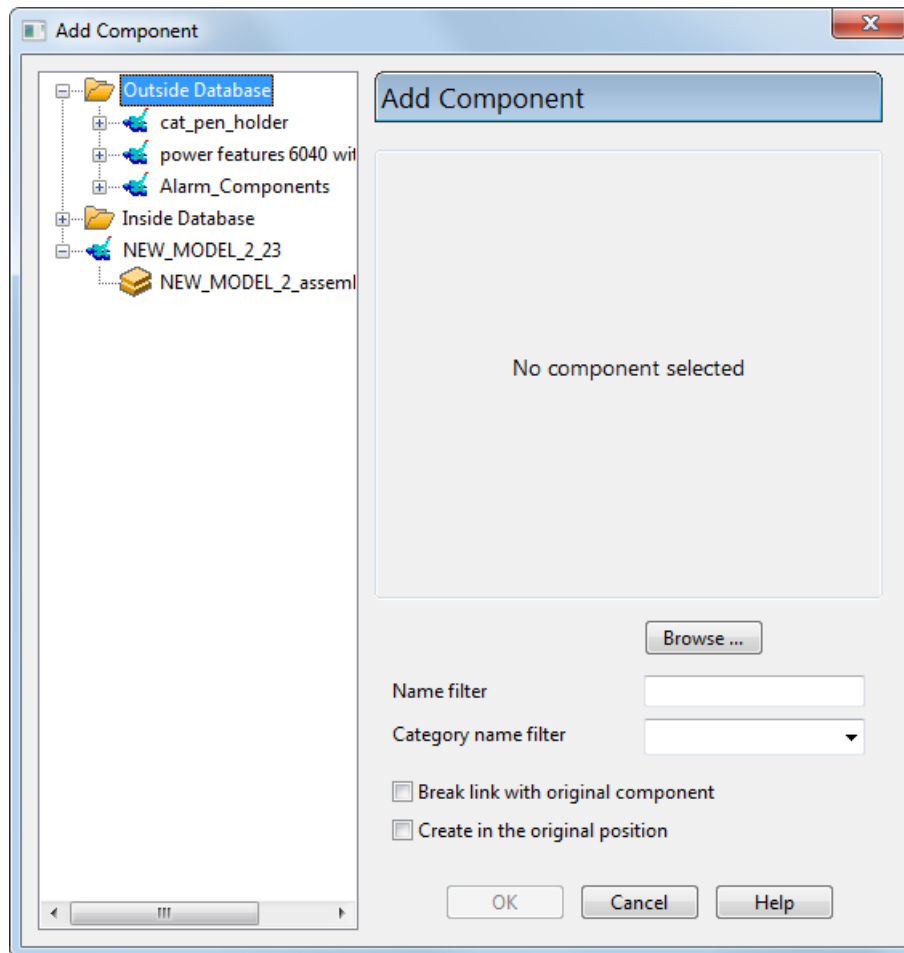 Add Component
Outside Database
cat_pen_holder
power features 6040 wit
Alarm_Components
Inside Database
NEW_MODEL_2_23
NEW_MODEL_2_asseml
Add Component
No component selected
Browse ...
Name filter
Category name filter
Break link with original component
Create in the original position
OK Cancel Help